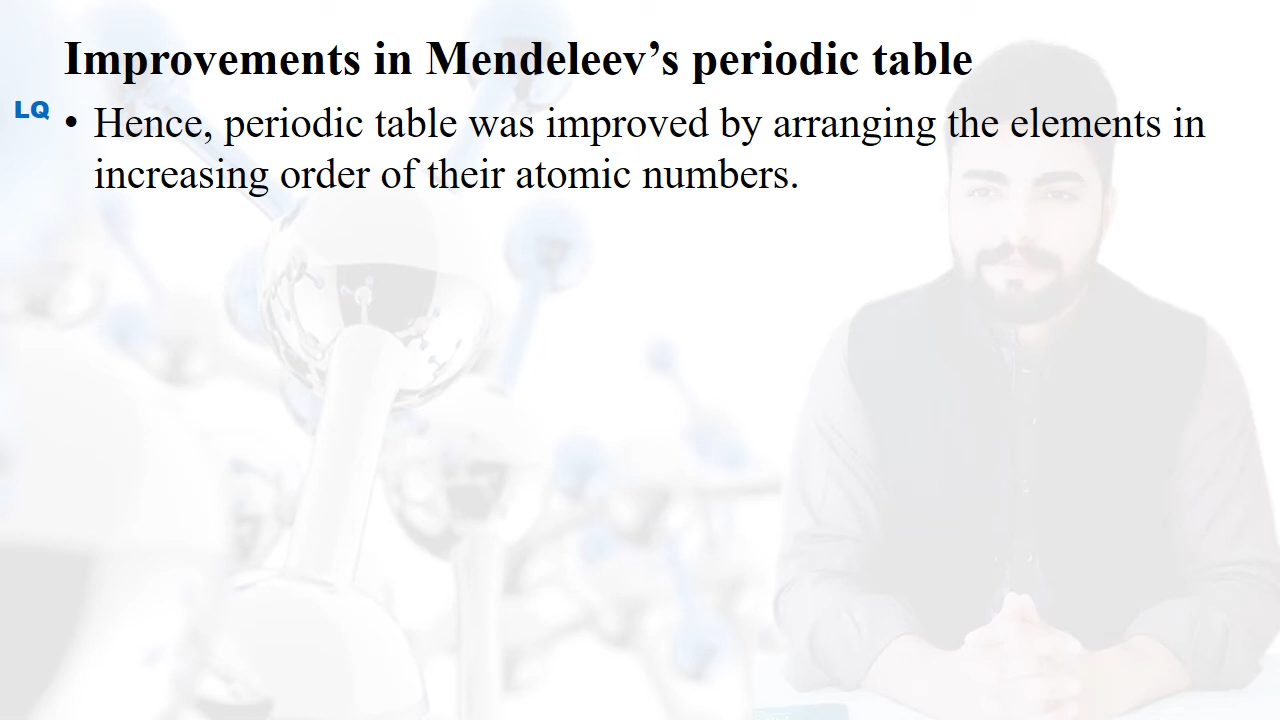 Improvements in Mendeleev’s periodic table
LQ
• Hence, periodic table was improved by arranging the elements in
increasing order of their atomic numbers.